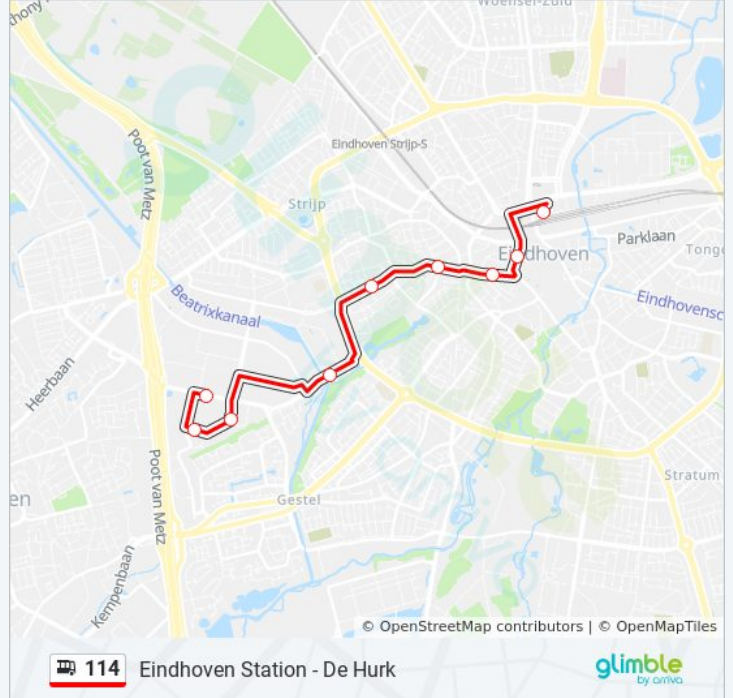 Woensel-Zuid
thony
Poot van Metz
Eindhoven Strijp-S
Strijp
Parklaan
Eindhoven
Tonge
Beatrixkanaal
Eindhovensc
Heerbaan
Poot van Metz
Stratum
en
Gestel
Kempenbaan
© OpenStreetMap contributors | © OpenMapTiles
114 Eindhoven Station - De Hurk
glimble
by arriva